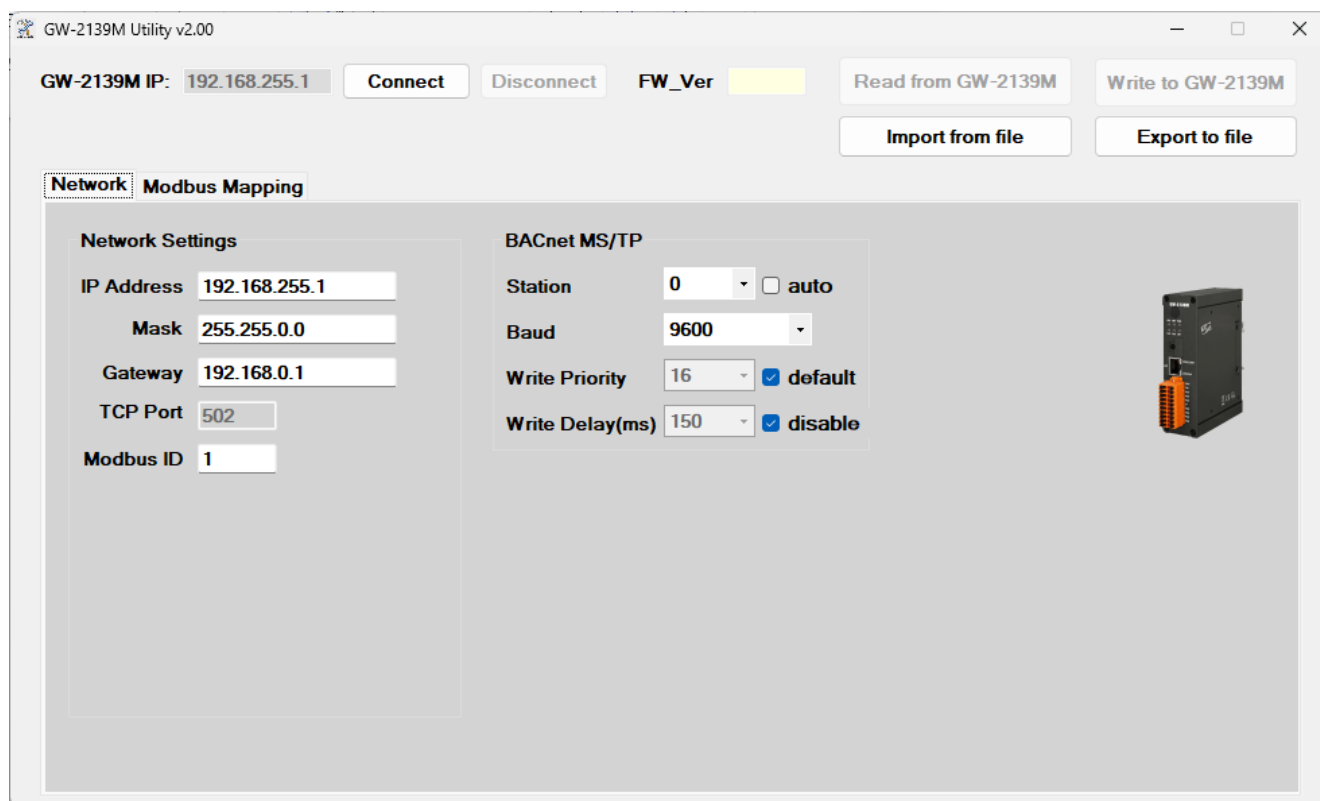 GW-2139M Utility v2.00
GW-2139M IP: 192.168.255.1 Connect Disconnect FW_Ver Read from GW-2139M Write to GW-2139M
Import from file Export to file
Network Modbus Mapping
Network Settings
IP Address 192.168.255.1
Mask 255.255.0.0
Gateway 192.168.0.1
TCP Port 502
Modbus ID 1
BACnet MS/TP
Station 0 auto
Baud 9600
Write Priority 16 default
Write Delay(ms) 150 disable